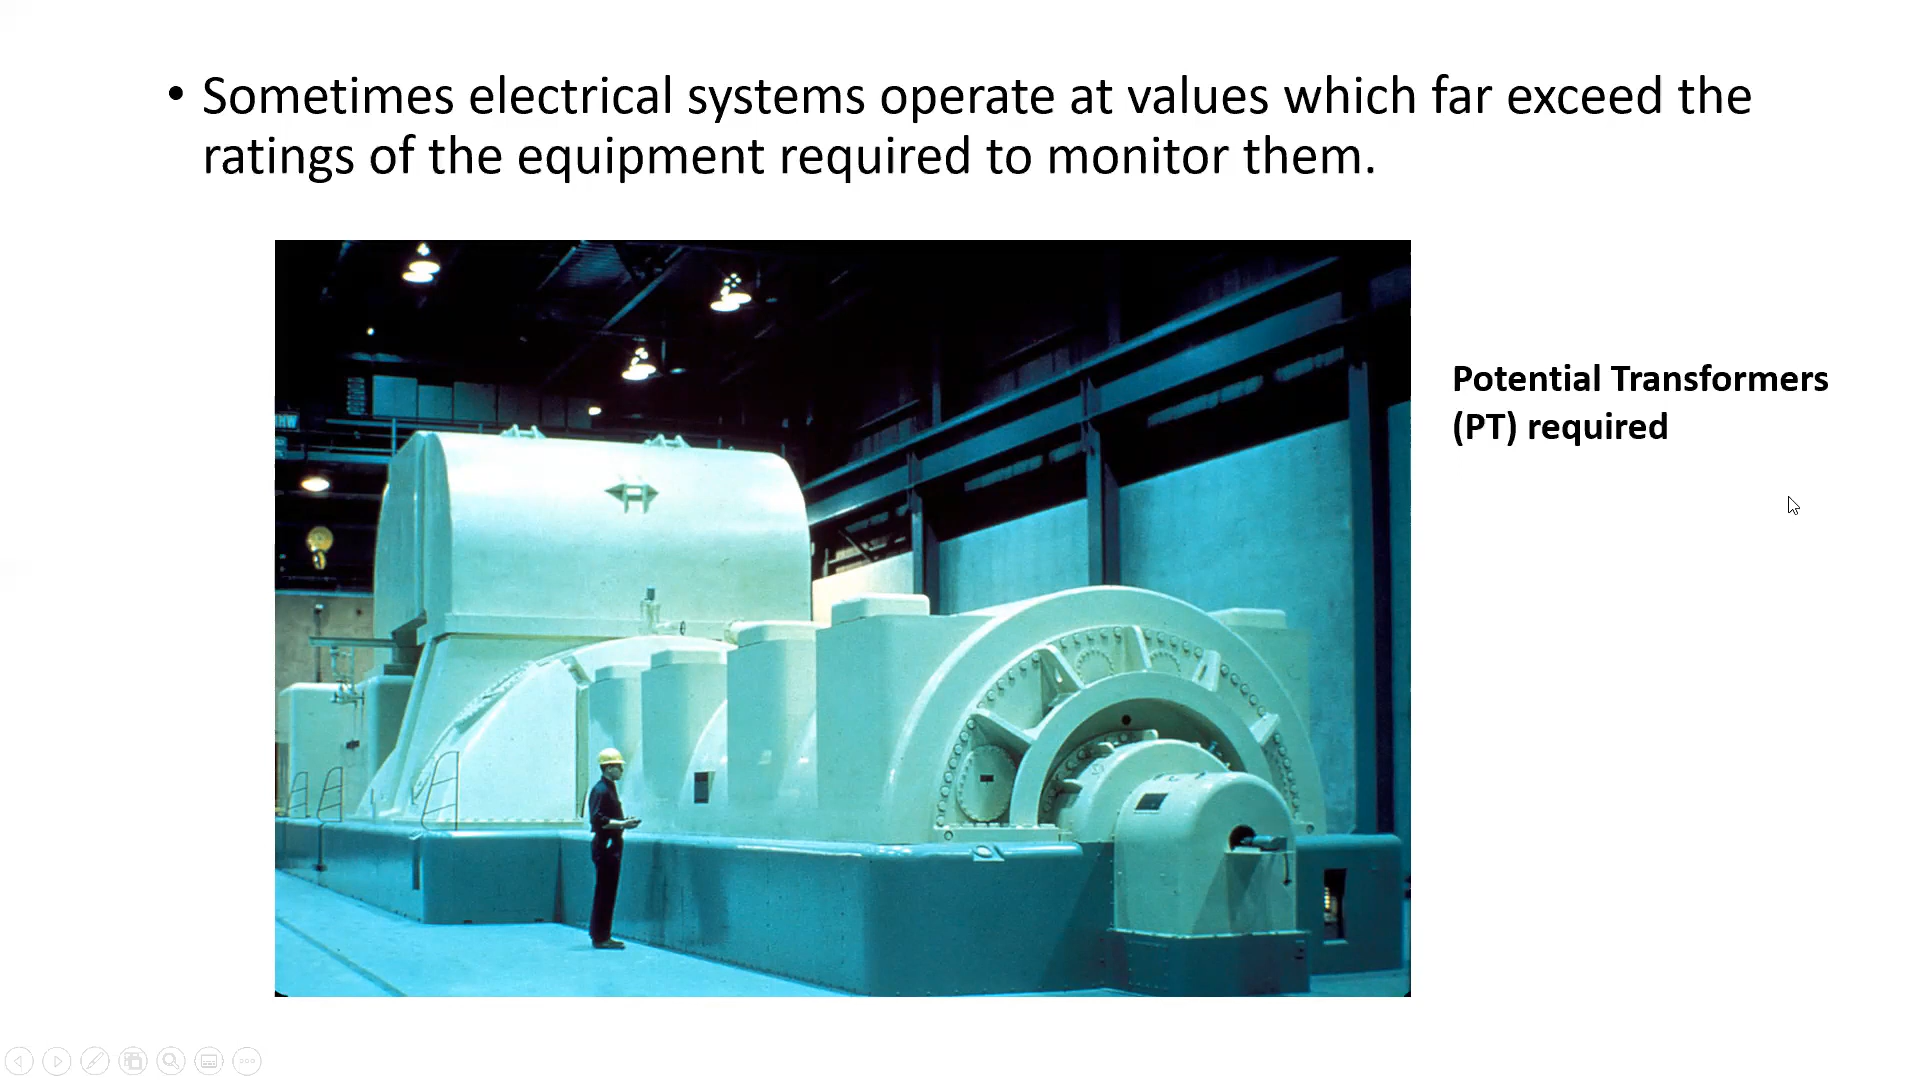 • Sometimes electrical systems operate at values which far exceed the
ratings of the equipment required to monitor them.
Potential Transformers
(PT) required